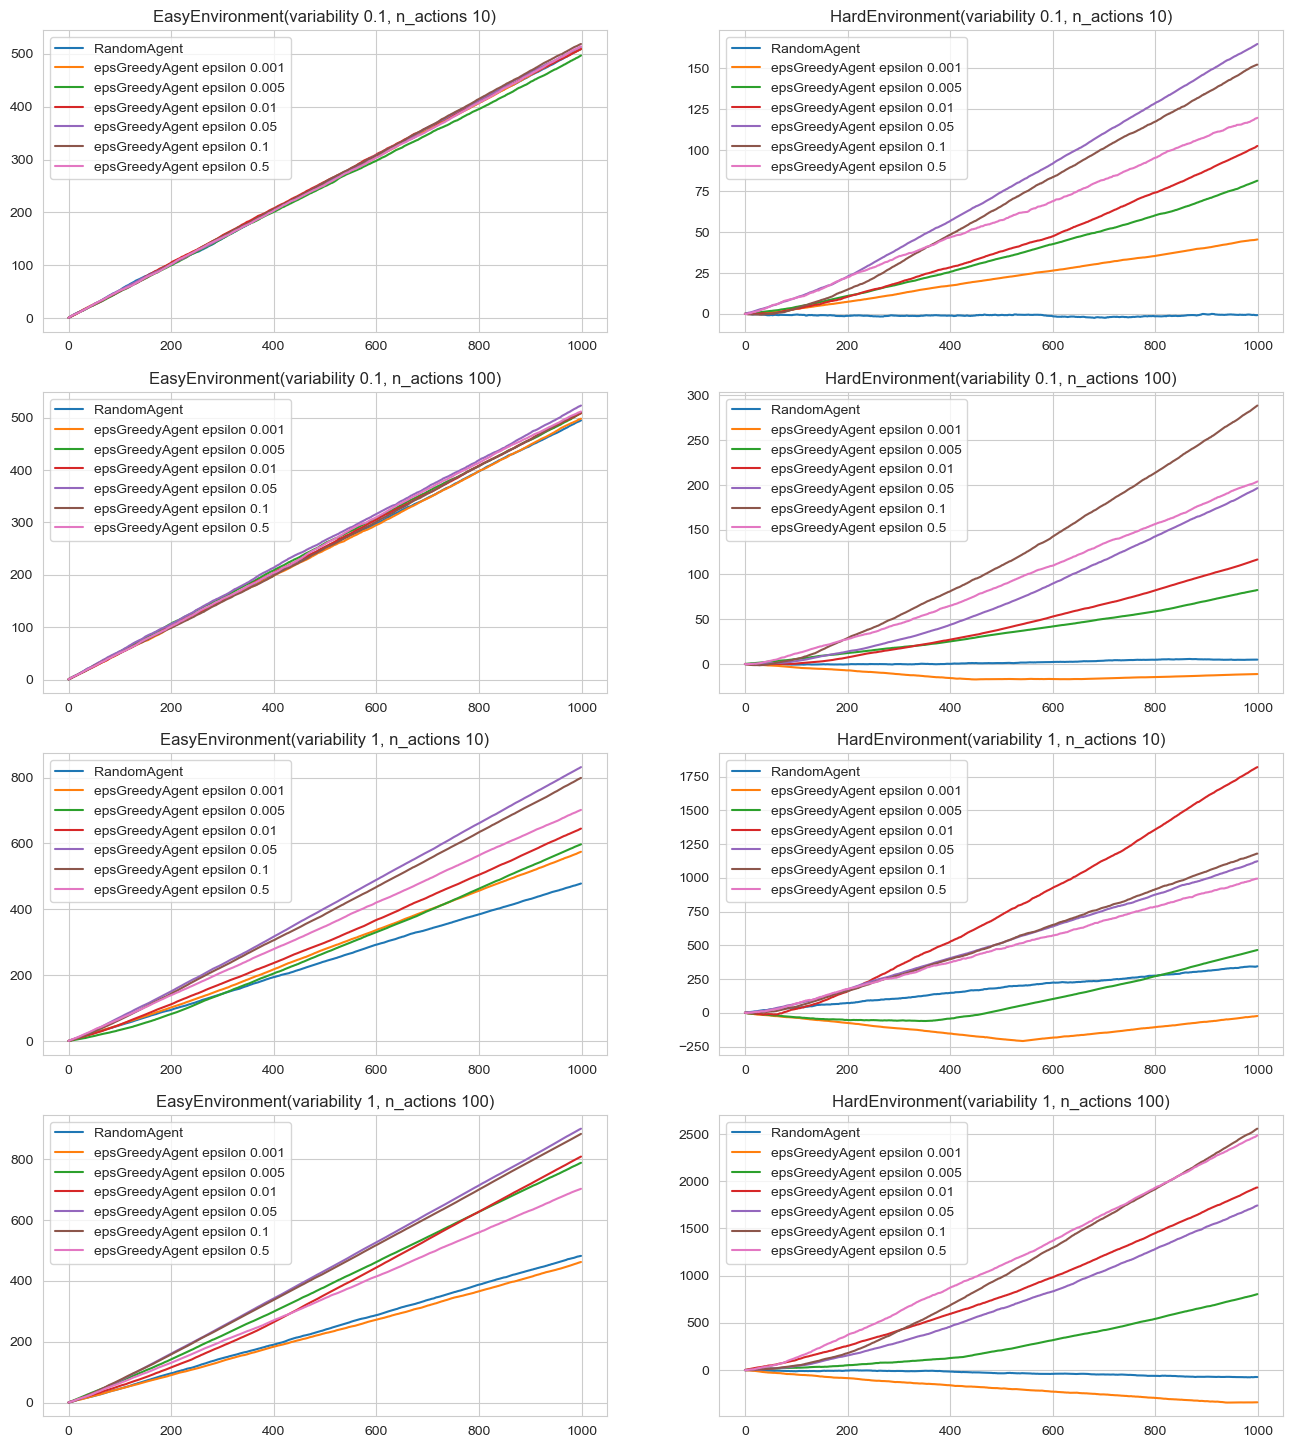 EasyEnvironment(variability 0.1, n_actions 10)
500
400
300
200
100
0
RandomAgent
epsGreedyAgent epsilon 0.001
epsGreedyAgent epsilon 0.005
epsGreedyAgent epsilon 0.01
epsGreedyAgent epsilon 0.05
epsGreedyAgent epsilon 0.1
epsGreedyAgent epsilon 0.5
0 200 400 600 800 1000
HardEnvironment(variability 0.1, n_actions 10)
175
150
125
100
75
50
25
0
RandomAgent
epsGreedyAgent epsilon 0.001
epsGreedyAgent epsilon 0.005
epsGreedyAgent epsilon 0.01
epsGreedyAgent epsilon 0.05
epsGreedyAgent epsilon 0.1
epsGreedyAgent epsilon 0.5
0 200 400 600 800 1000
EasyEnvironment(variability 0.1, n_actions 100)
500
400
300
200
100
0
RandomAgent
epsGreedyAgent epsilon 0.001
epsGreedyAgent epsilon 0.005
epsGreedyAgent epsilon 0.01
epsGreedyAgent epsilon 0.05
epsGreedyAgent epsilon 0.1
epsGreedyAgent epsilon 0.5
0 200 400 600 800 1000
HardEnvironment(variability 0.1, n_actions 100)
300
250
200
150
100
50
0
RandomAgent
epsGreedyAgent epsilon 0.001
epsGreedyAgent epsilon 0.005
epsGreedyAgent epsilon 0.01
epsGreedyAgent epsilon 0.05
epsGreedyAgent epsilon 0.1
epsGreedyAgent epsilon 0.5
0 200 400 600 800 1000
EasyEnvironment(variability 1, n_actions 10)
800
600
400
200
0
RandomAgent
epsGreedyAgent epsilon 0.001
epsGreedyAgent epsilon 0.005
epsGreedyAgent epsilon 0.01
epsGreedyAgent epsilon 0.05
epsGreedyAgent epsilon 0.1
epsGreedyAgent epsilon 0.5
0 200 400 600 800 1000
HardEnvironment(variability 1, n_actions 10)
1750
1500
1250
1000
750
500
250
0
−250
RandomAgent
epsGreedyAgent epsilon 0.001
epsGreedyAgent epsilon 0.005
epsGreedyAgent epsilon 0.01
epsGreedyAgent epsilon 0.05
epsGreedyAgent epsilon 0.1
epsGreedyAgent epsilon 0.5
0 200 400 600 800 1000
EasyEnvironment(variability 1, n_actions 100)
800
600
400
200
0
RandomAgent
epsGreedyAgent epsilon 0.001
epsGreedyAgent epsilon 0.005
epsGreedyAgent epsilon 0.01
epsGreedyAgent epsilon 0.05
epsGreedyAgent epsilon 0.1
epsGreedyAgent epsilon 0.5
0 200 400 600 800 1000
HardEnvironment(variability 1, n_actions 100)
2500
2000
1500
1000
500
0
RandomAgent
epsGreedyAgent epsilon 0.001
epsGreedyAgent epsilon 0.005
epsGreedyAgent epsilon 0.01
epsGreedyAgent epsilon 0.05
epsGreedyAgent epsilon 0.1
epsGreedyAgent epsilon 0.5
0 200 400 600 800 1000